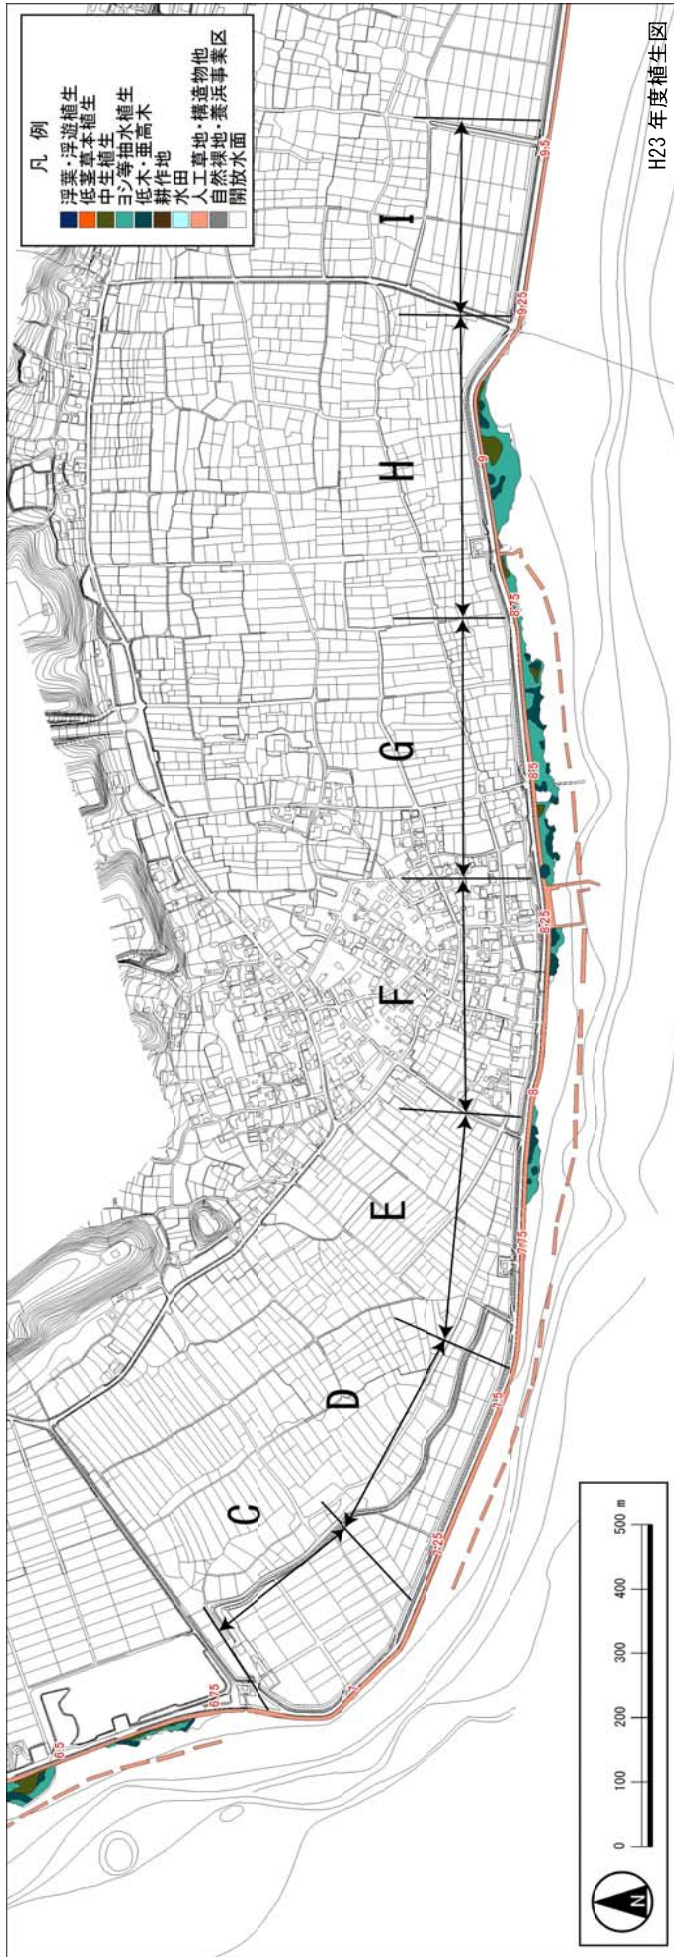 凡 例
浮葉・浮遊植生
低茎草本植生
中生植生
ヨシ等抽水植生
低木・亜高木
耕作地
水田
人工草地・構造物他
自然裸地・養浜事業区
開放水面
C
D
E
F
G
H
I
6.5
6.75
7
7.25
7.5
7.75
8
8.25
8.5
8.75
9
9.25
9.5
N
0 100 200 300 400 500 m
H23 年度植生図